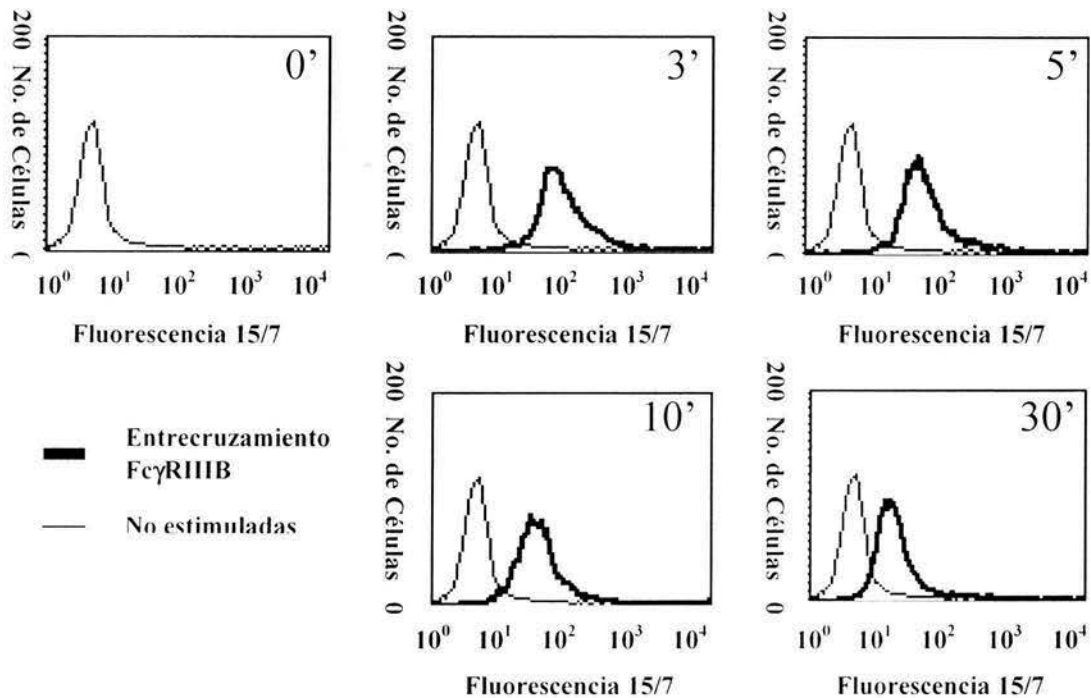 200
No. de Células
(
0’
10⁰ 10¹ 10² 10³ 10⁴
Fluorescencia 15/7
200
No. de Células
(
3’
10⁰ 10¹ 10² 10³ 10⁴
Fluorescencia 15/7
200
No. de Células
(
5’
10⁰ 10¹ 10² 10³ 10⁴
Fluorescencia 15/7
Entrecruzamiento
FcγRIIIB
No estimuladas
200
No. de Células
0
10’
10⁰ 10¹ 10² 10³ 10⁴
Fluorescencia 15/7
200
No. de Células
0
30’
10⁰ 10¹ 10² 10³ 10⁴
Fluorescencia 15/7